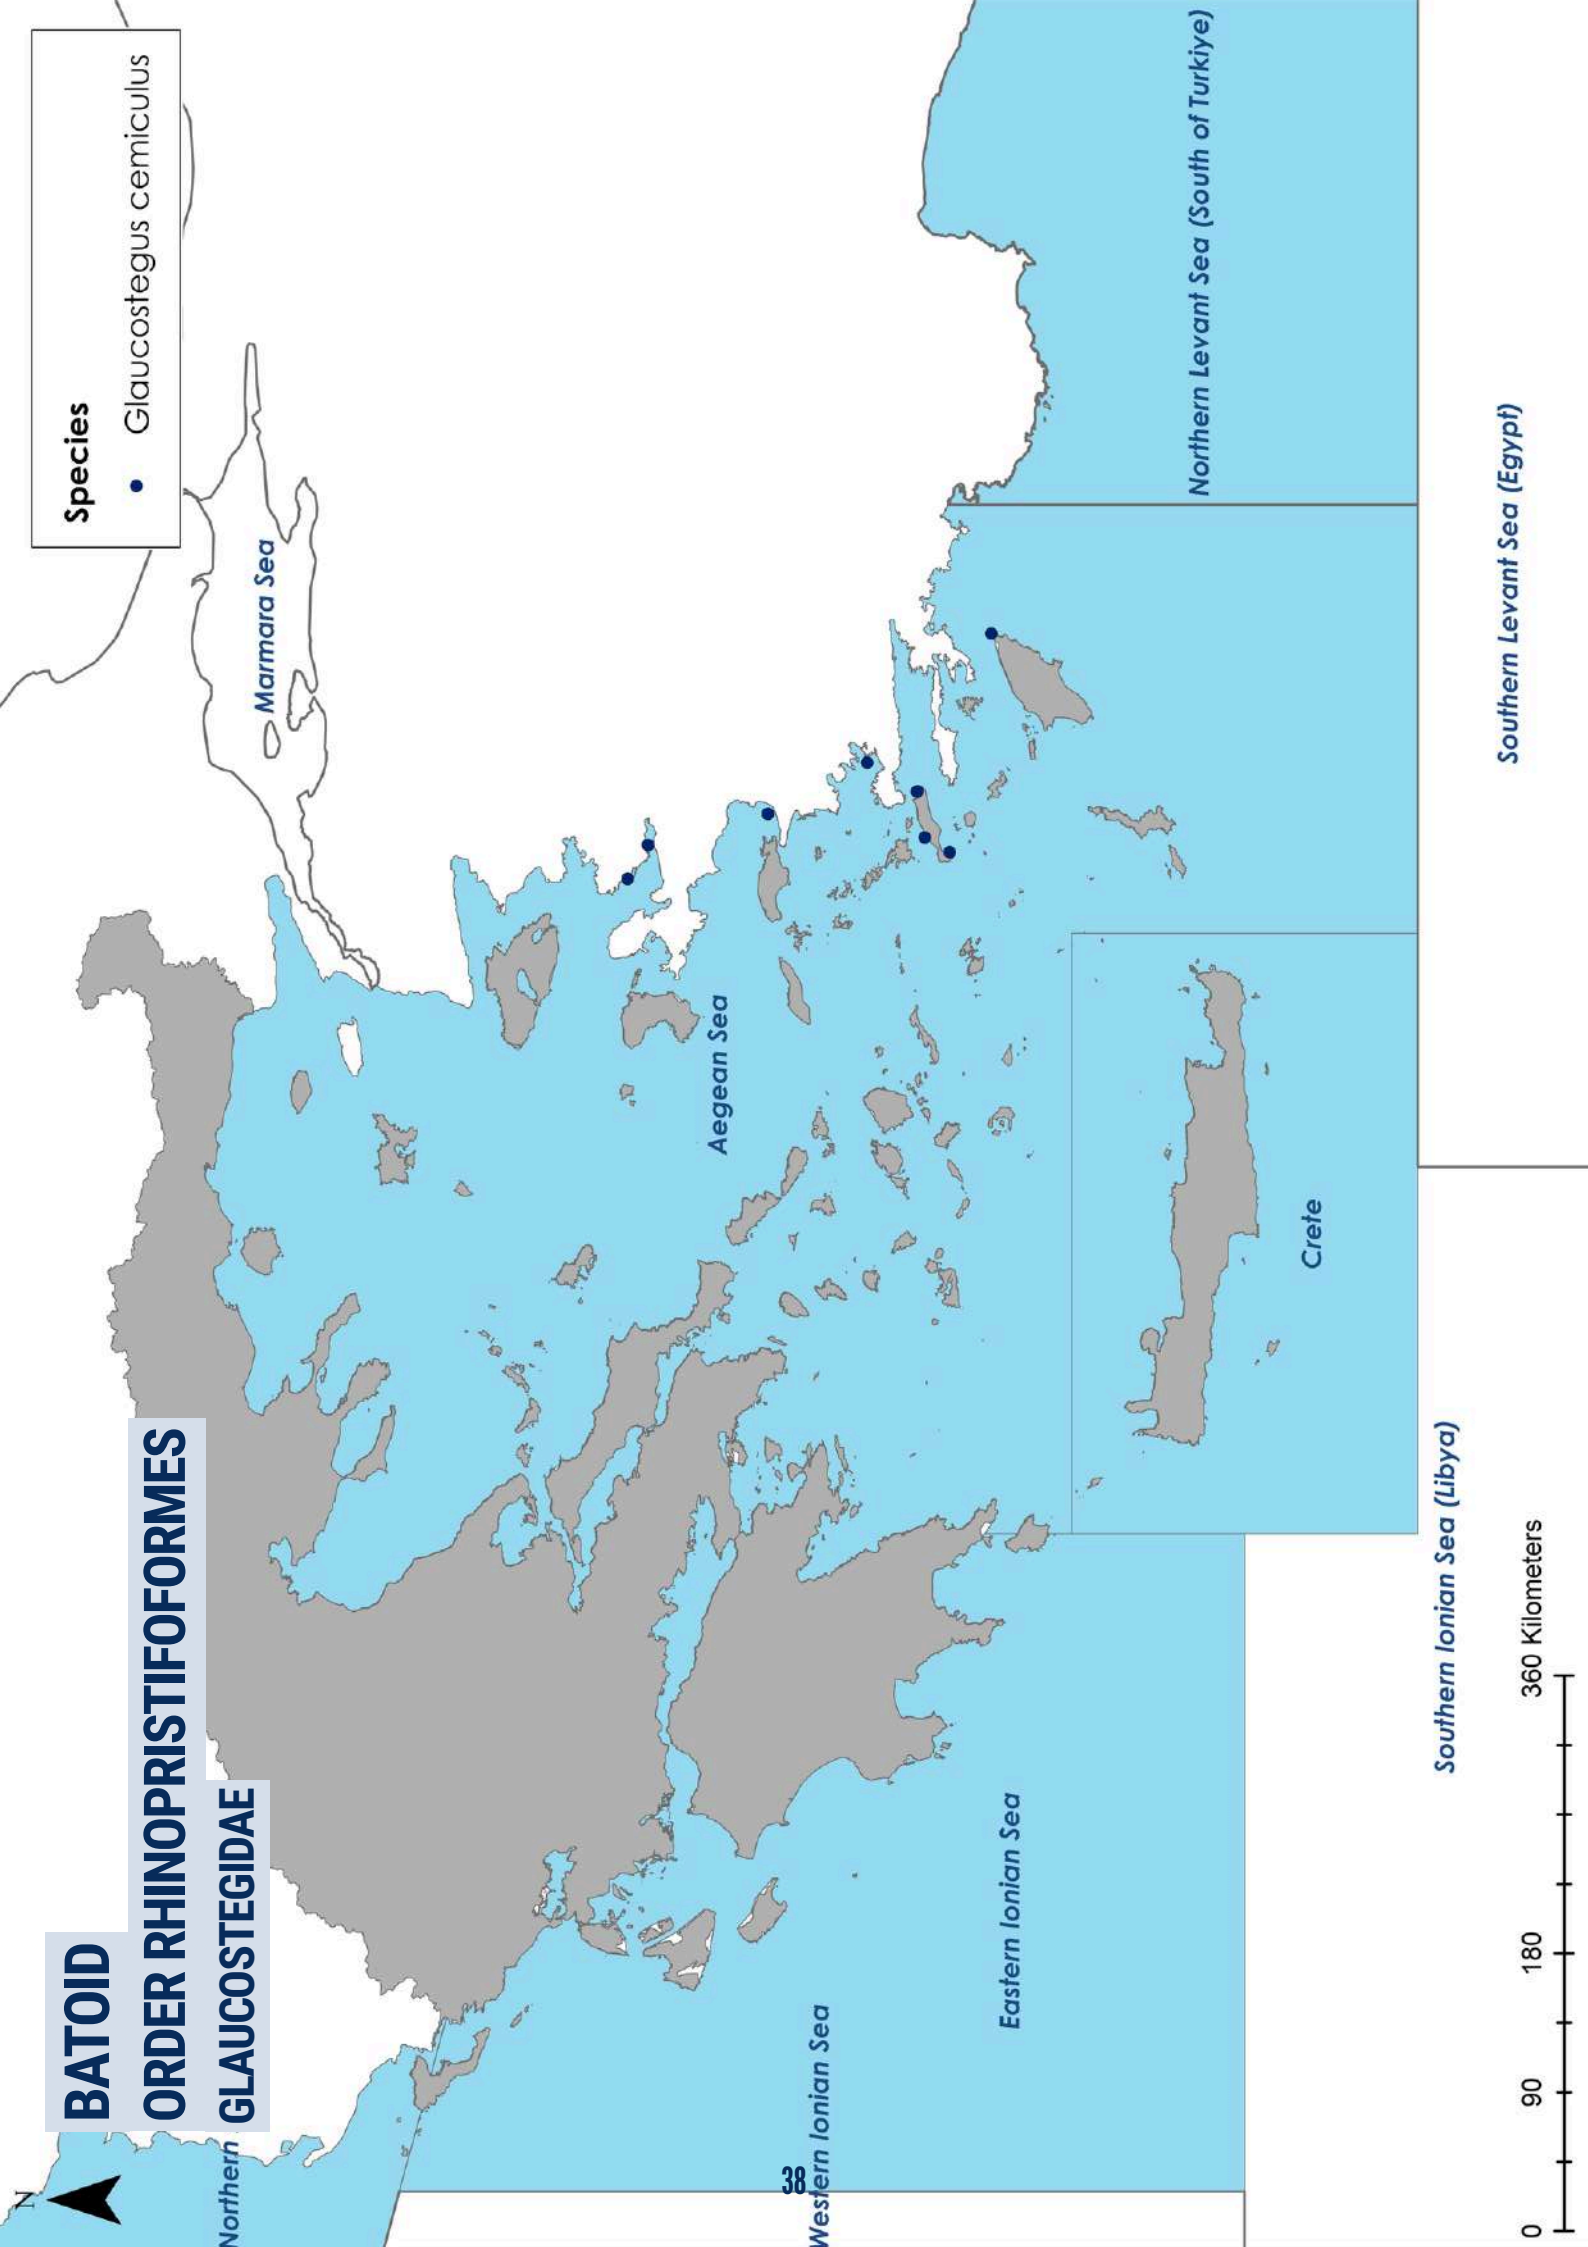 BATOID
ORDER RHINOPRISTIFOFORMES
GLAUCOSTEGIDAE
Species
Glaucostegus cemiculus
N
Northern
Marmara Sea
Aegean Sea
Western Ionian Sea
Eastern Ionian Sea
Crete
Northern Levant Sea (South of Turkiye)
Southern Ionian Sea (Libya)
Southern Levant Sea (Egypt)
0 90 180 360 Kilometers
38